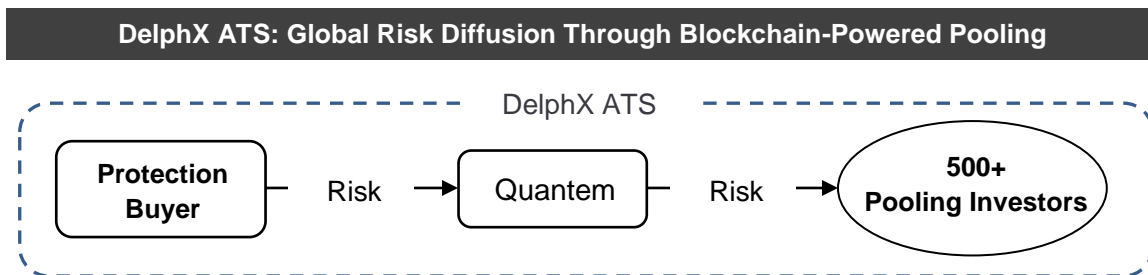 DelphX ATS: Global Risk Diffusion Through Blockchain-Powered Pooling
DelphX ATS
Protection
Buyer
Risk
Quantem
Risk
500+
Pooling Investors